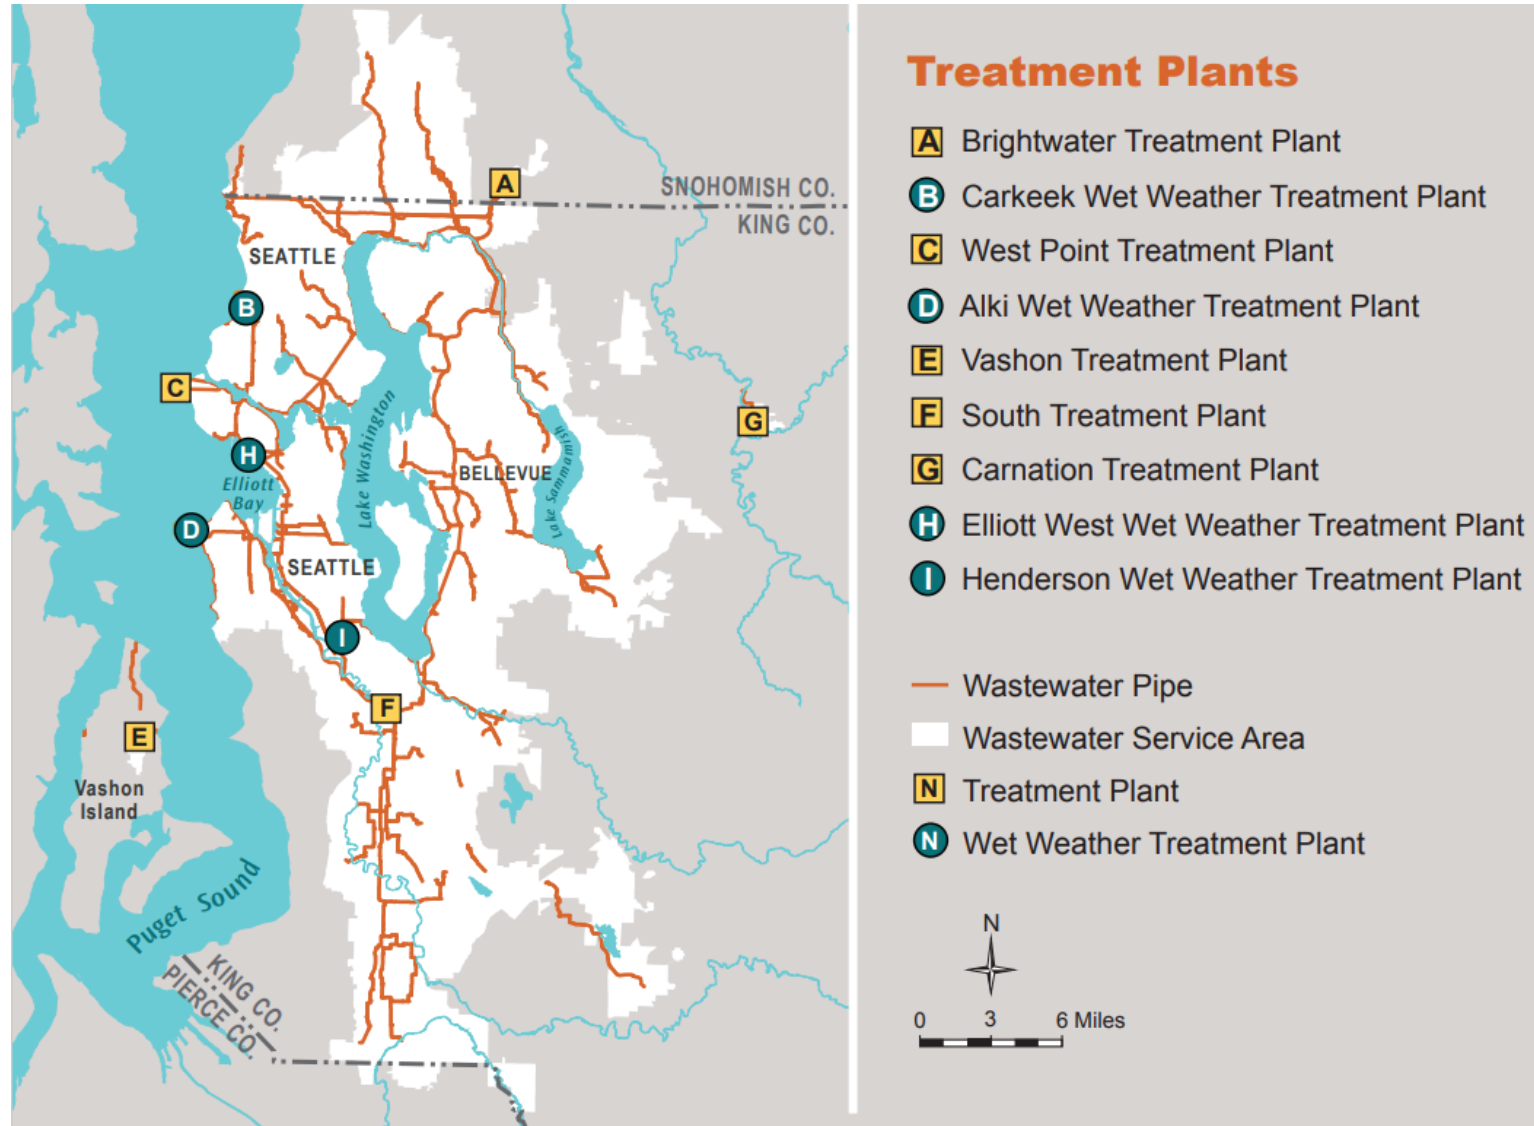 SNOHOMISH CO.
KING CO.
A
SEATTLE
B
C
Lake Washington
G
H
BELLEVUE
Lake Sammamish
Elliott
Bay
D
SEATTLE
I
F
E
Vashon
Island
Puget Sound
KING CO.
PIERCE CO.
Treatment Plants
A Brightwater Treatment Plant
B Carkeek Wet Weather Treatment Plant
C West Point Treatment Plant
D Alki Wet Weather Treatment Plant
E Vashon Treatment Plant
F South Treatment Plant
G Carnation Treatment Plant
H Elliott West Wet Weather Treatment Plant
I Henderson Wet Weather Treatment Plant
Wastewater Pipe
Wastewater Service Area
N Treatment Plant
N Wet Weather Treatment Plant
N
0 3 6 Miles